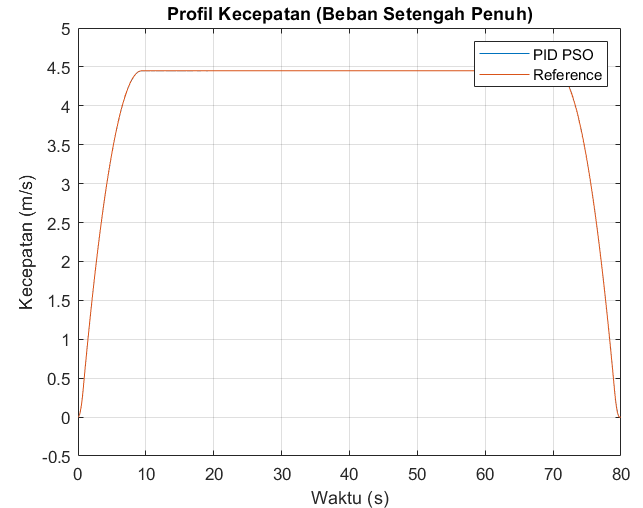 Profil Kecepatan (Beban Setengah Penuh)
5
4.5
4
3.5
3
2.5
2
1.5
1
0.5
0
-0.5
Kecepatan (m/s)
PID PSO
Reference
0 10 20 30 40 50 60 70 80
Waktu (s)